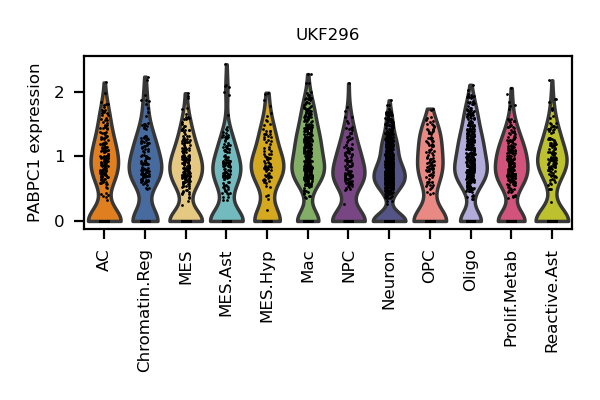 UKF296
PABPC1 expression
2
1
0
AC
Chromatin.Reg
MES
MES.Ast
MES.Hyp
Mac
NPC
Neuron
OPC
Oligo
Prolif.Metab
Reactive.Ast